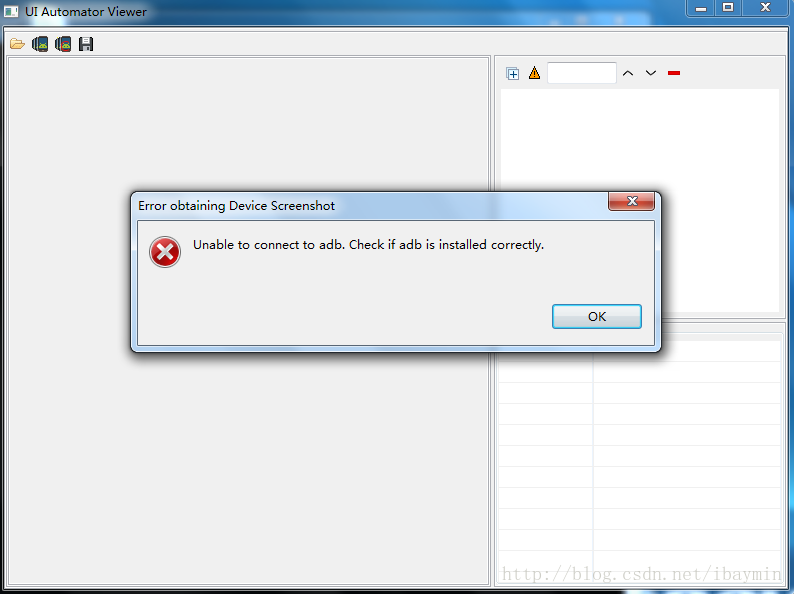 UI Automator Viewer
Error obtaining Device Screenshot
Unable to connect to adb. Check if adb is installed correctly.
OK
http://blog.csdn.net/ibaymin